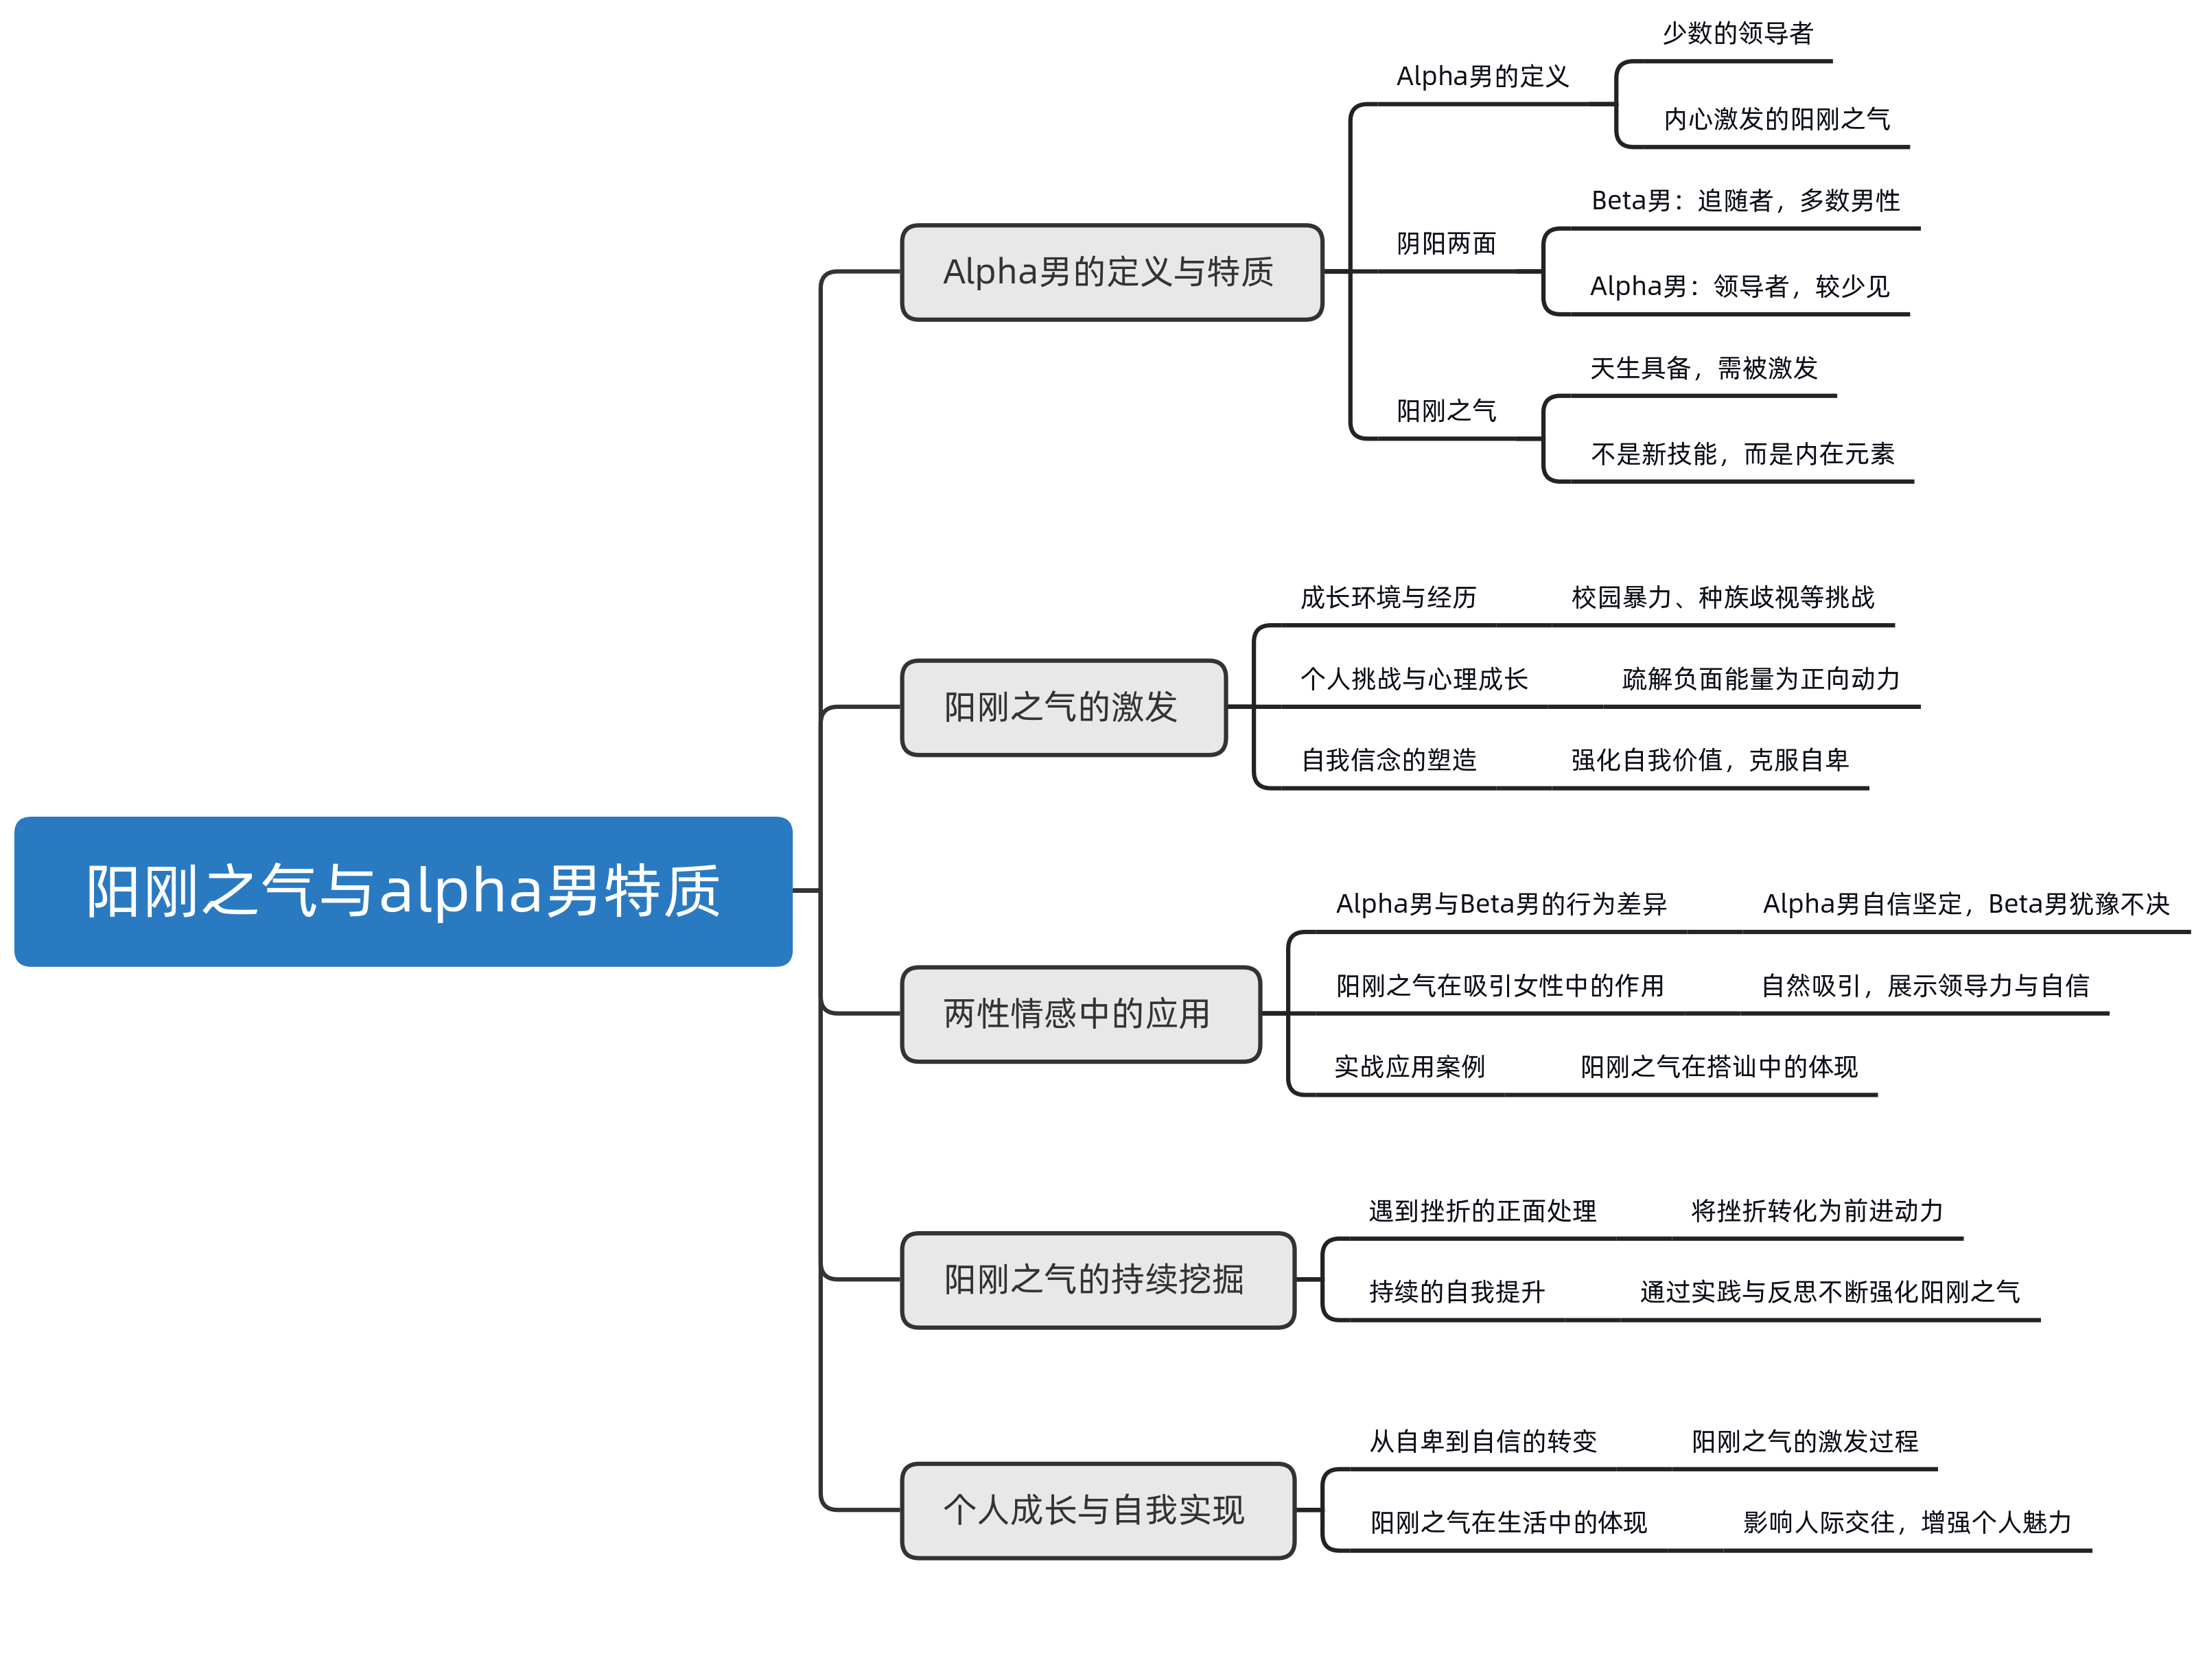 阳刚之气与alpha男特质
Alpha男的定义与特质
Alpha男的定义
少数的领导者
内心激发的阳刚之气
阴阳两面
Beta男：追随者，多数男性
Alpha男：领导者，较少见
阳刚之气
天生具备，需被激发
不是新技能，而是内在元素
阳刚之气的激发
成长环境与经历
校园暴力、种族歧视等挑战
个人挑战与心理成长
疏解负面能量为正向动力
自我信念的塑造
强化自我价值，克服自卑
两性情感中的应用
Alpha男与Beta男的行为差异
Alpha男自信坚定，Beta男犹豫不决
阳刚之气在吸引女性中的作用
自然吸引，展示领导力与自信
实战应用案例
阳刚之气在搭讪中的体现
阳刚之气的持续挖掘
遇到挫折的正面处理
将挫折转化为前进动力
持续的自我提升
通过实践与反思不断强化阳刚之气
个人成长与自我实现
从自卑到自信的转变
阳刚之气的激发过程
阳刚之气在生活中的体现
影响人际交往，增强个人魅力